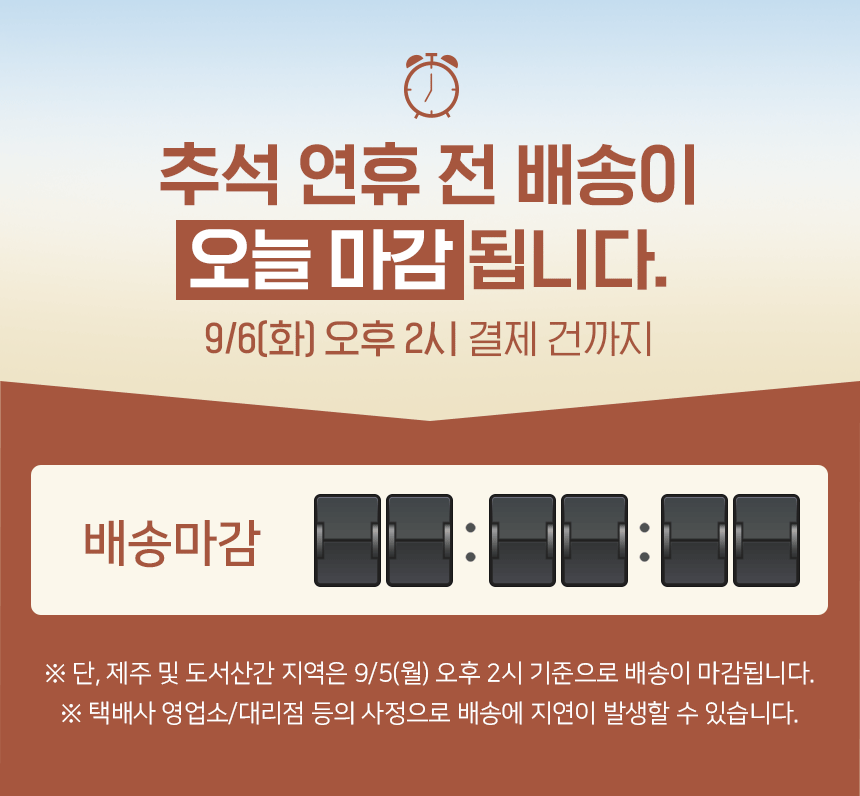 추석 연휴 전 배송이
오늘 마감 됩니다.
9/6(화) 오후 2시 결제 건까지
배송마감 : :
※ 단, 제주 및 도서산간 지역은 9/5(월) 오후 2시 기준으로 배송이 마감됩니다.
※ 택배사 영업소/대리점 등의 사정으로 배송에 지연이 발생할 수 있습니다.